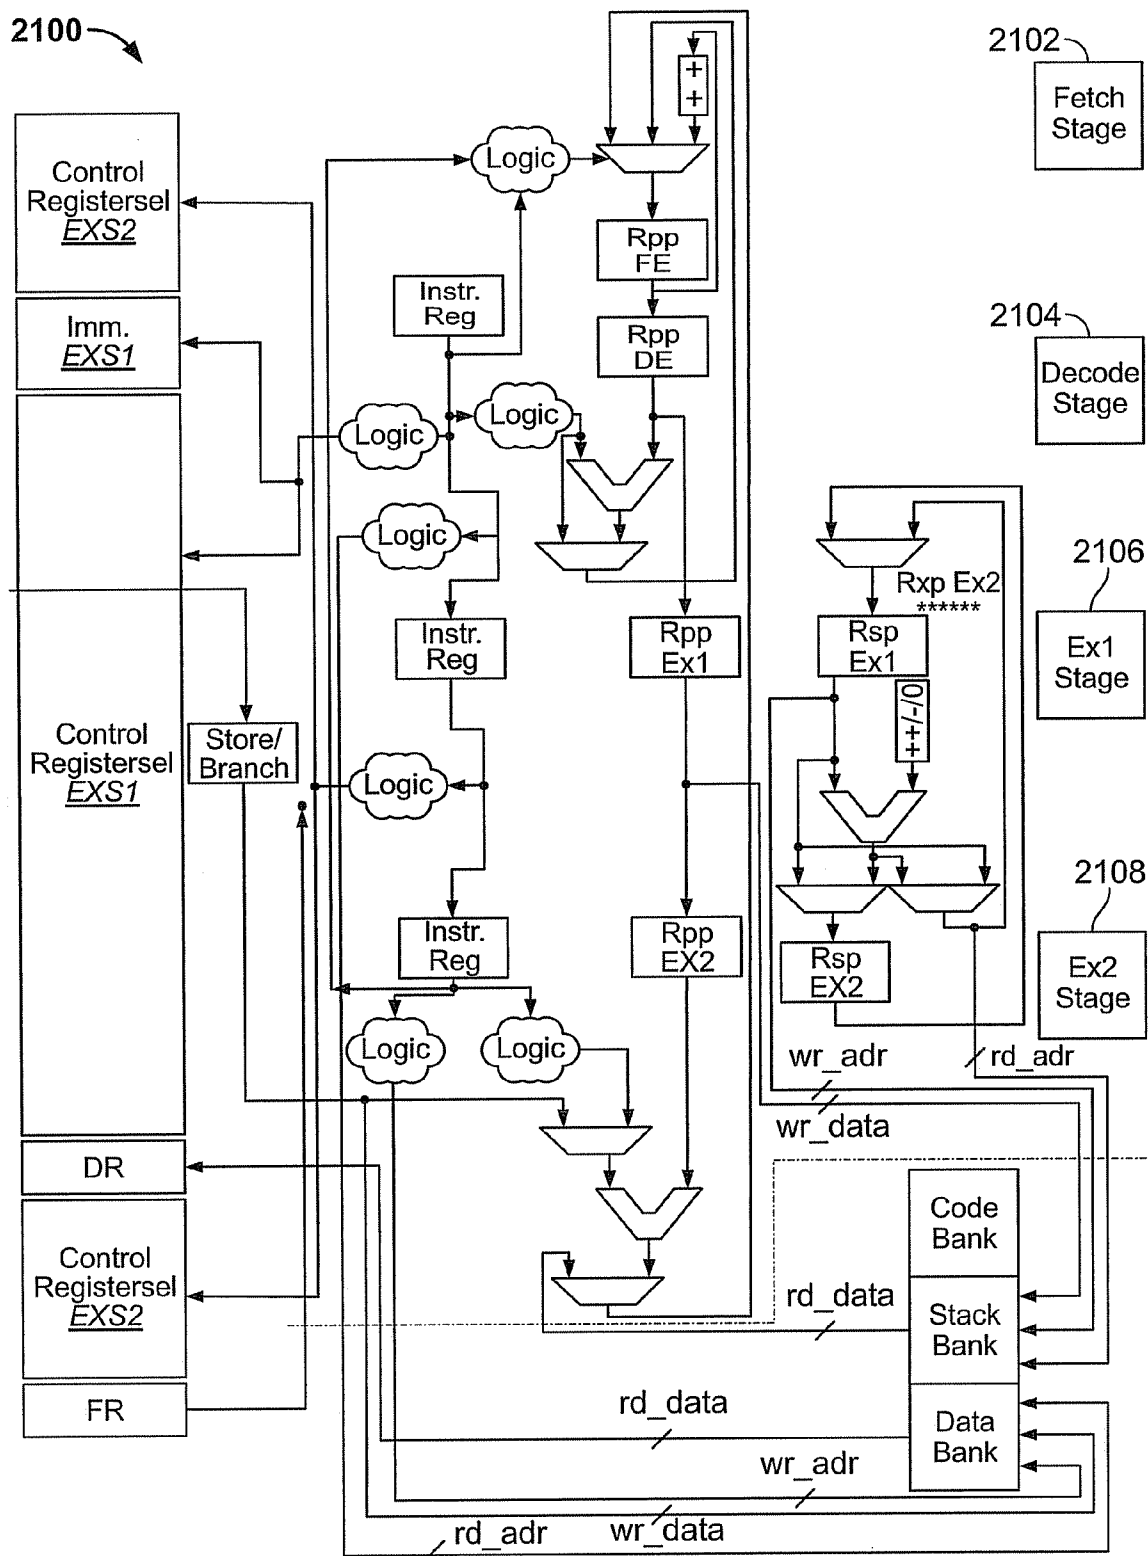 2100
2102
Fetch
Stage
+
+
Logic
Control
Registersel
EXS2
Rpp
FE
Instr.
Reg
Imm.
EXS1
Rpp
DE
2104
Decode
Stage
Logic
Logic
Logic
2106
Rxp Ex2
******
Ex1
Stage
Instr.
Reg
Rpp
Ex1
Rsp
Ex1
++/-/0
Control
Registersel
EXS1
Store/
Branch
Logic
2108
Ex2
Stage
Instr.
Reg
Rpp
EX2
Rsp
EX2
Logic
Logic
wr_adr
rd_adr
wr_data
DR
Code
Bank
Control
Registersel
EXS2
rd_data
Stack
Bank
FR
rd_data
Data
Bank
wr_adr
rd_adr
wr_data